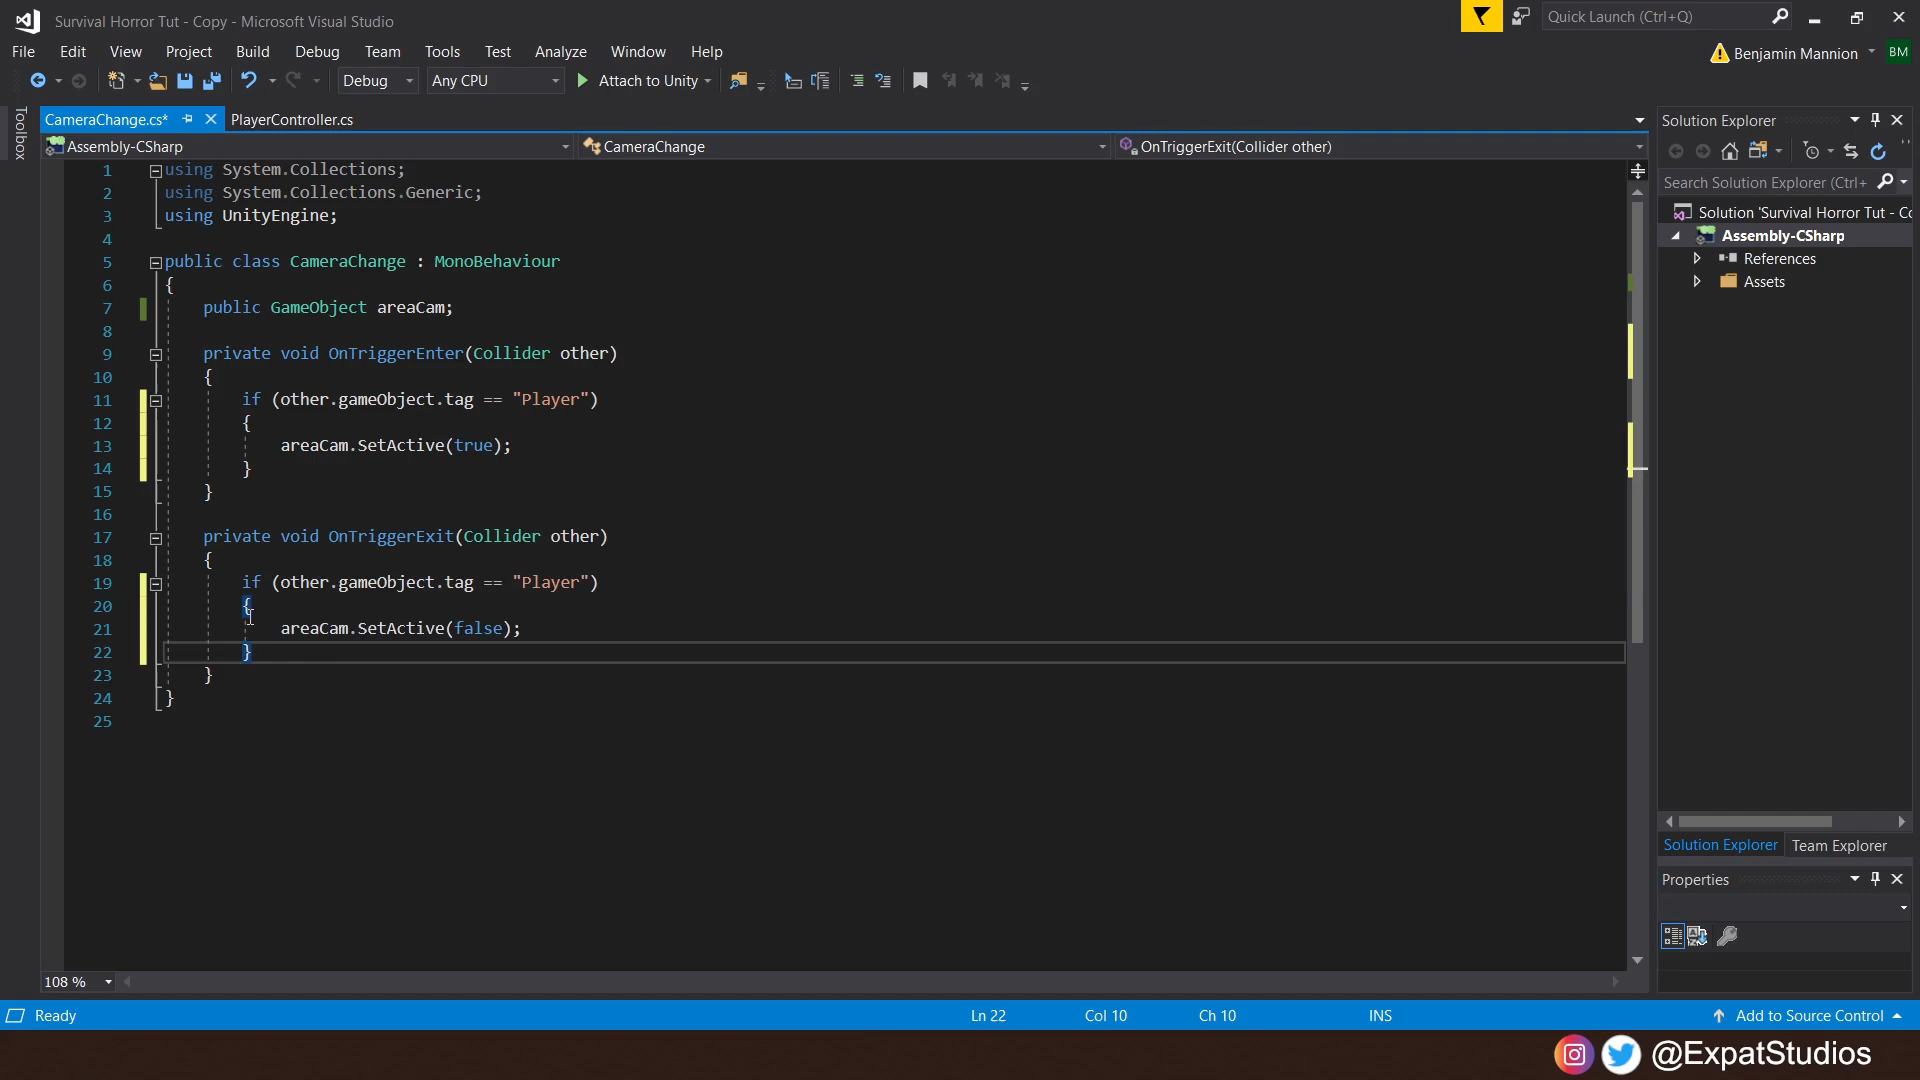 Survival Horror Tut - Copy - Microsoft Visual Studio
Quick Launch (Ctrl+Q)
File Edit View Project Build Debug Team Tools Test Analyze Window Help
Benjamin Mannion BM
Debug Any CPU Attach to Unity
Toolbox
CameraChange.cs* PlayerController.cs
Assembly-CSharp CameraChange OnTriggerExit(Collider other)
1 using System.Collections;
2 using System.Collections.Generic;
3 using UnityEngine;
4
5 public class CameraChange : MonoBehaviour
6 {
7 public GameObject areaCam;
8
9 private void OnTriggerEnter(Collider other)
10 {
11 if (other.gameObject.tag == "Player")
12 {
13 areaCam.SetActive(true);
14 }
15 }
16
17 private void OnTriggerExit(Collider other)
18 {
19 if (other.gameObject.tag == "Player")
20 {
21 areaCam.SetActive(false);
22 }
23 }
24 }
25
108 %
Solution Explorer
Search Solution Explorer (Ctrl+
Solution 'Survival Horror Tut - Co
Assembly-CSharp
References
Assets
Solution Explorer Team Explorer
Properties
Ready Ln 22 Col 10 Ch 10 INS Add to Source Control
@ExpatStudios